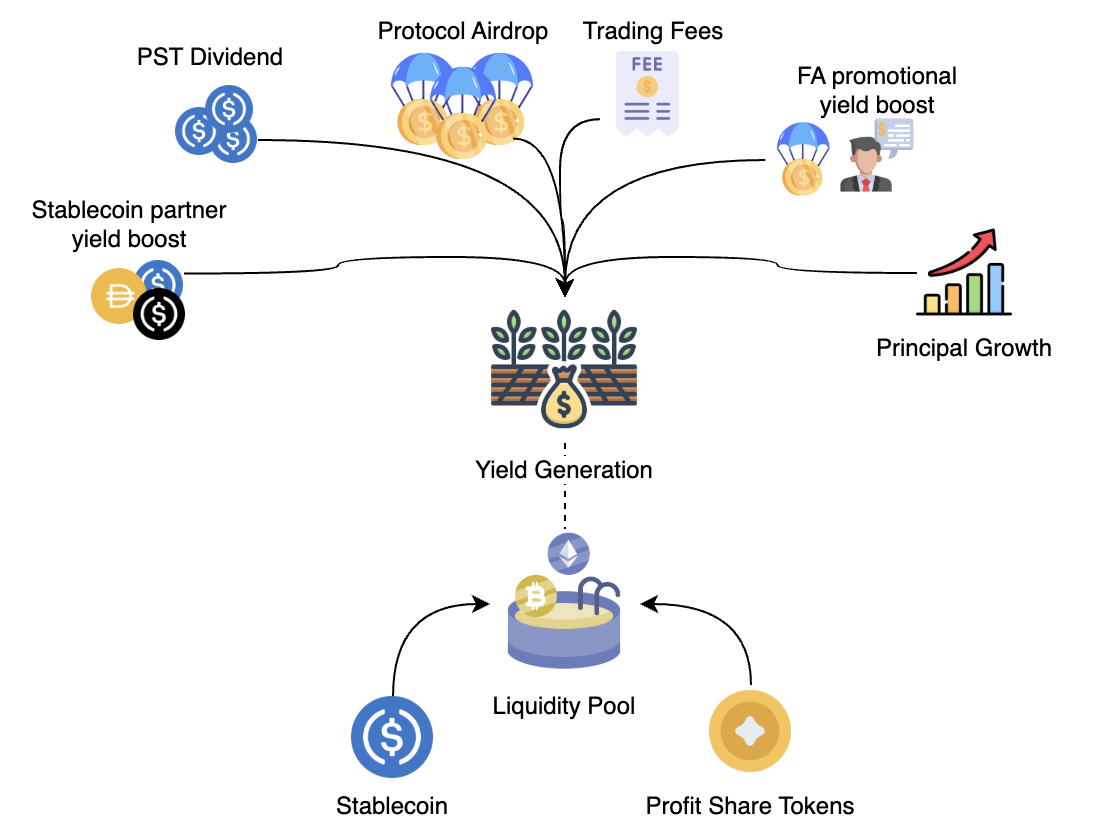 Protocol Airdrop
Trading Fees
PST Dividend
FEE
FA promotional
yield boost
Stablecoin partner
yield boost
Principal Growth
Yield Generation
Liquidity Pool
Stablecoin
Profit Share Tokens